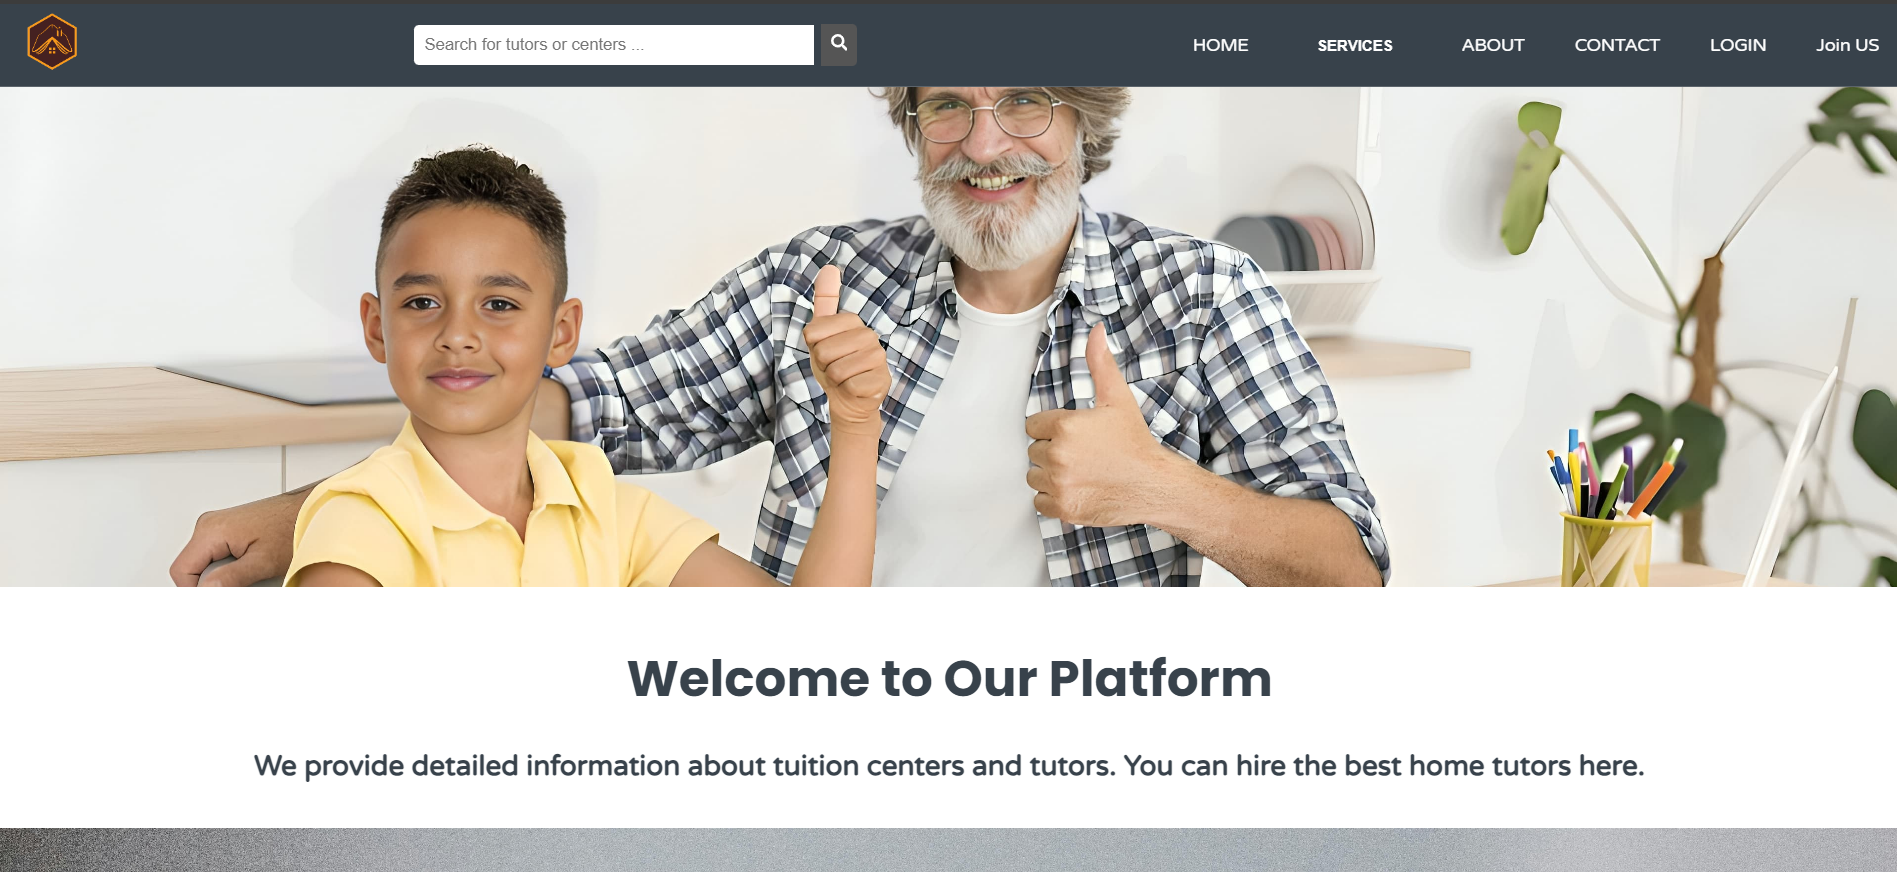 Search for tutors or centers ...
HOME
SERVICES
ABOUT
CONTACT
LOGIN
Join US
Welcome to Our Platform
We provide detailed information about tuition centers and tutors. You can hire the best home tutors here.